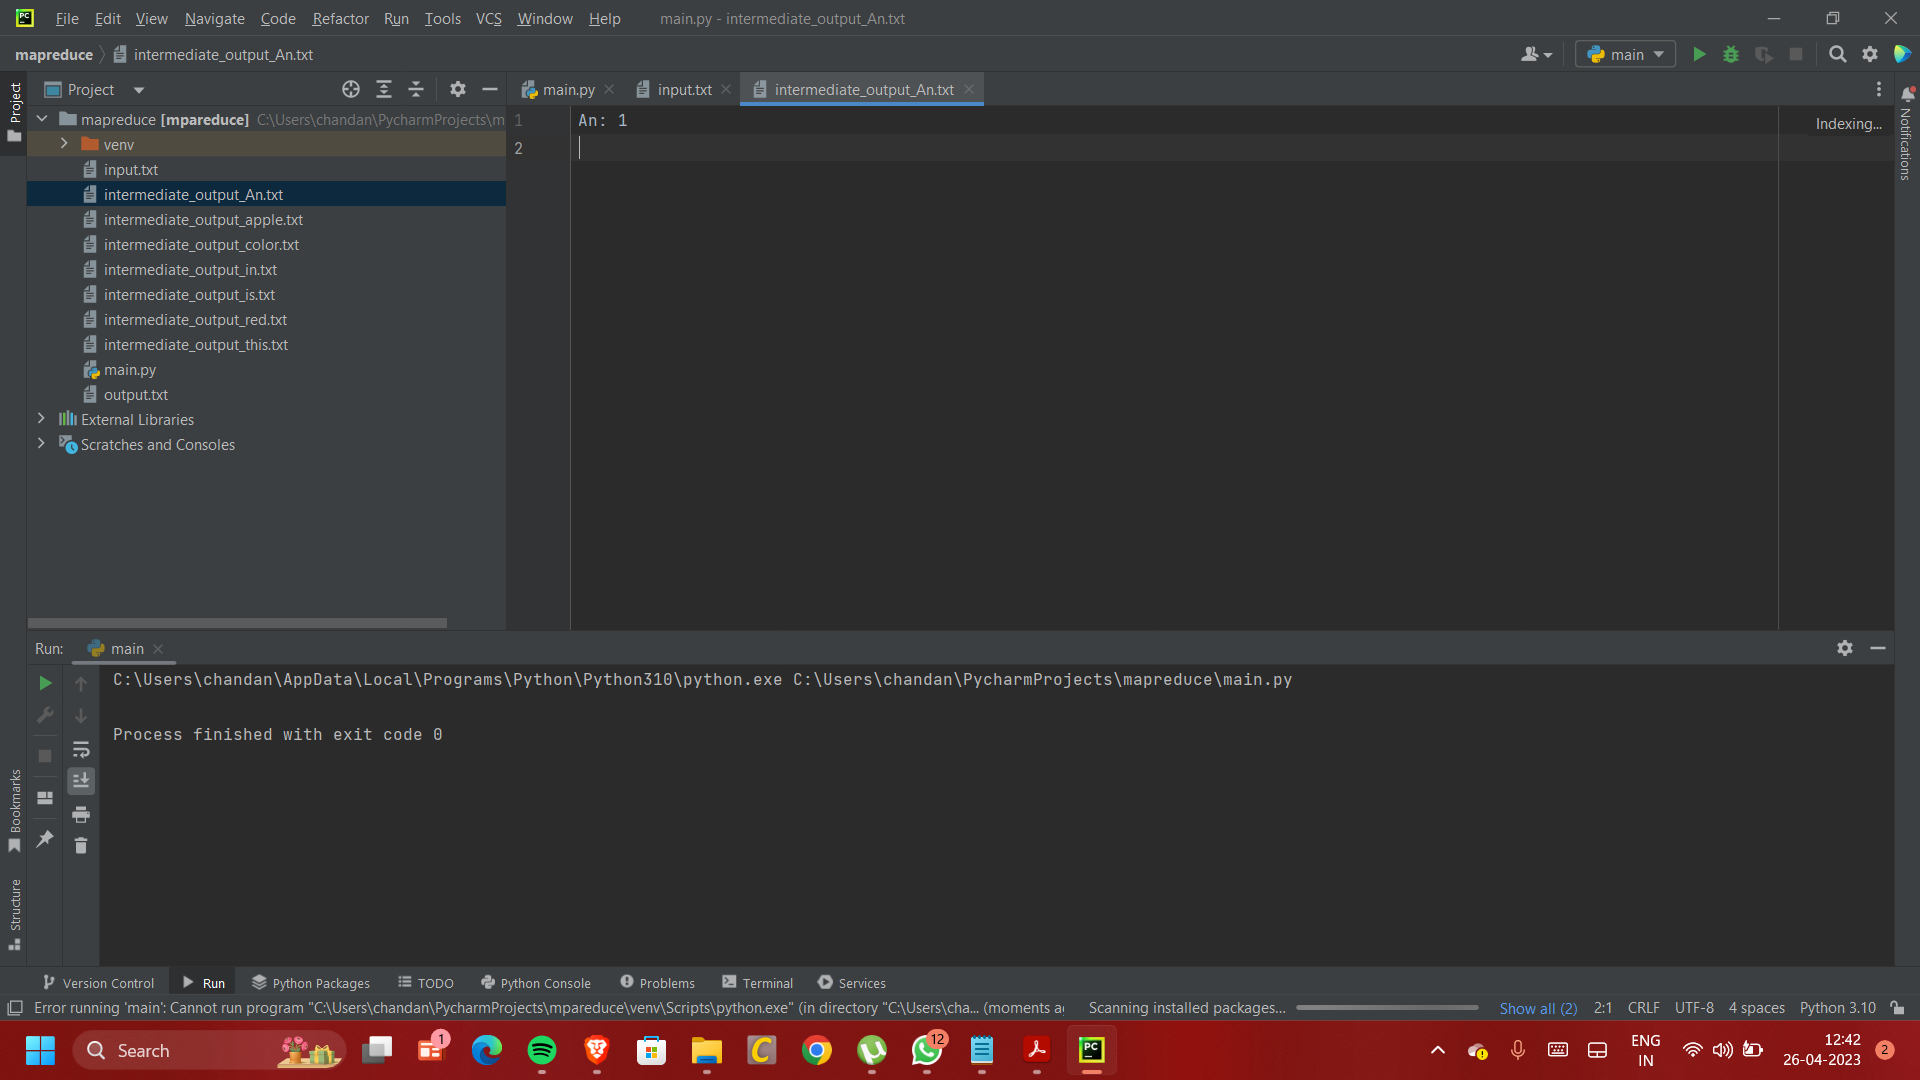 PC
File Edit View Navigate Code Refactor Run Tools VCS Window Help main.py - intermediate_output_An.txt
mapreduce intermediate_output_An.txt
main
Project
Project
main.py
input.txt
intermediate_output_An.txt
mapreduce [mpareduce] C:\Users\chandan\PycharmProjects\m
venv
input.txt
intermediate_output_An.txt
intermediate_output_apple.txt
intermediate_output_color.txt
intermediate_output_in.txt
intermediate_output_is.txt
intermediate_output_red.txt
intermediate_output_this.txt
main.py
output.txt
External Libraries
Scratches and Consoles
1 An: 1
2
Indexing...
Notifications
Run: main
C:\Users\chandan\AppData\Local\Programs\Python\Python310\python.exe C:\Users\chandan\PycharmProjects\mapreduce\main.py
Process finished with exit code 0
Bookmarks
Structure
Version Control Run Python Packages TODO Python Console Problems Terminal Services
Error running 'main': Cannot run program "C:\Users\chandan\PycharmProjects\mpareduce\venv\Scripts\python.exe" (in directory "C:\Users\cha... (moments ag Scanning installed packages... Show all (2) 2:1 CRLF UTF-8 4 spaces Python 3.10
Search
1
C
12
PC
ENG
IN
12:42
26-04-2023
2